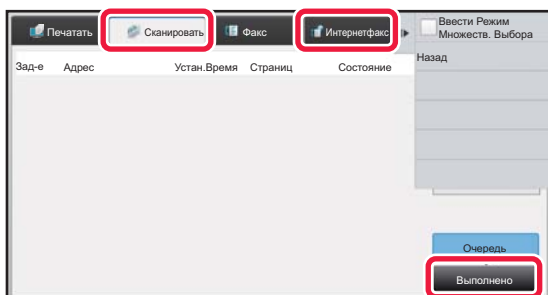 Печатать Сканировать Факс Интернетфакс
Ввести Режим
Множеств. Выбора
Зад-е Адрес Устан.Время Страниц Состояние
Назад
Очередь
Выполнено